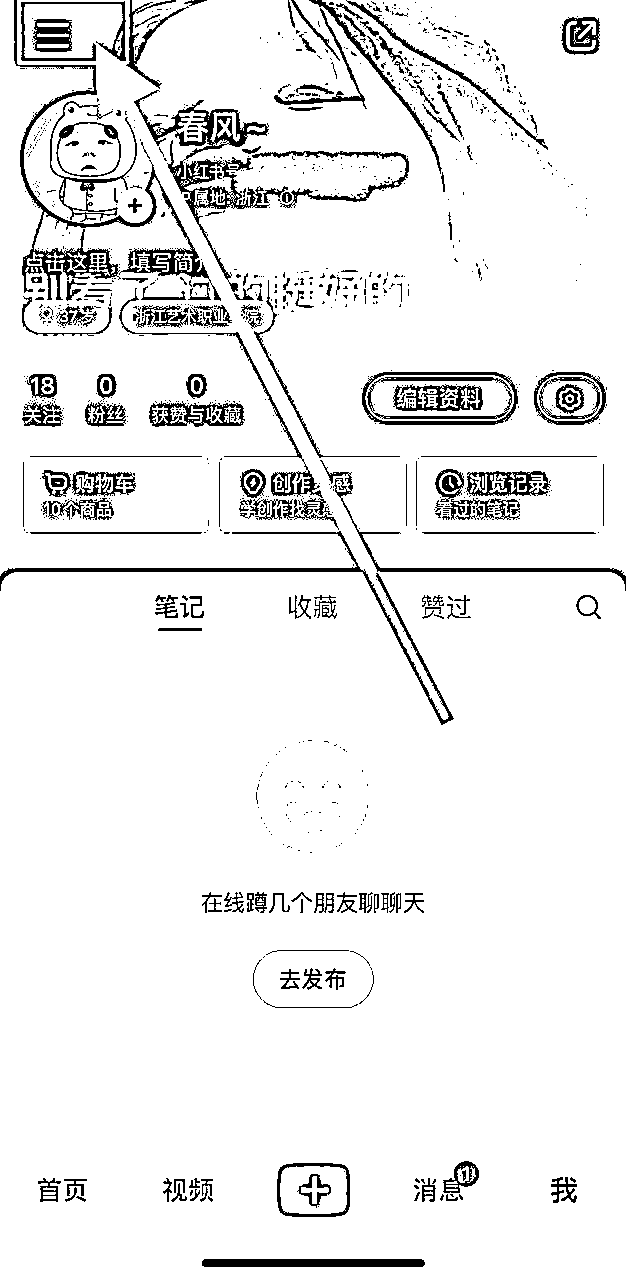 春风~
小红书号
IP属地：浙江
点击这里，填写简介
别看了
37岁
浙江艺术职业学院
18 0 0
关注 粉丝 获赞与收藏
编辑资料
购物车 创作灵感 浏览记录
10个商品 学创作找灵感 看过的笔记
笔记 收藏 赞过
在线蹲几个朋友聊聊天
去发布
首页 视频 消息 1 我